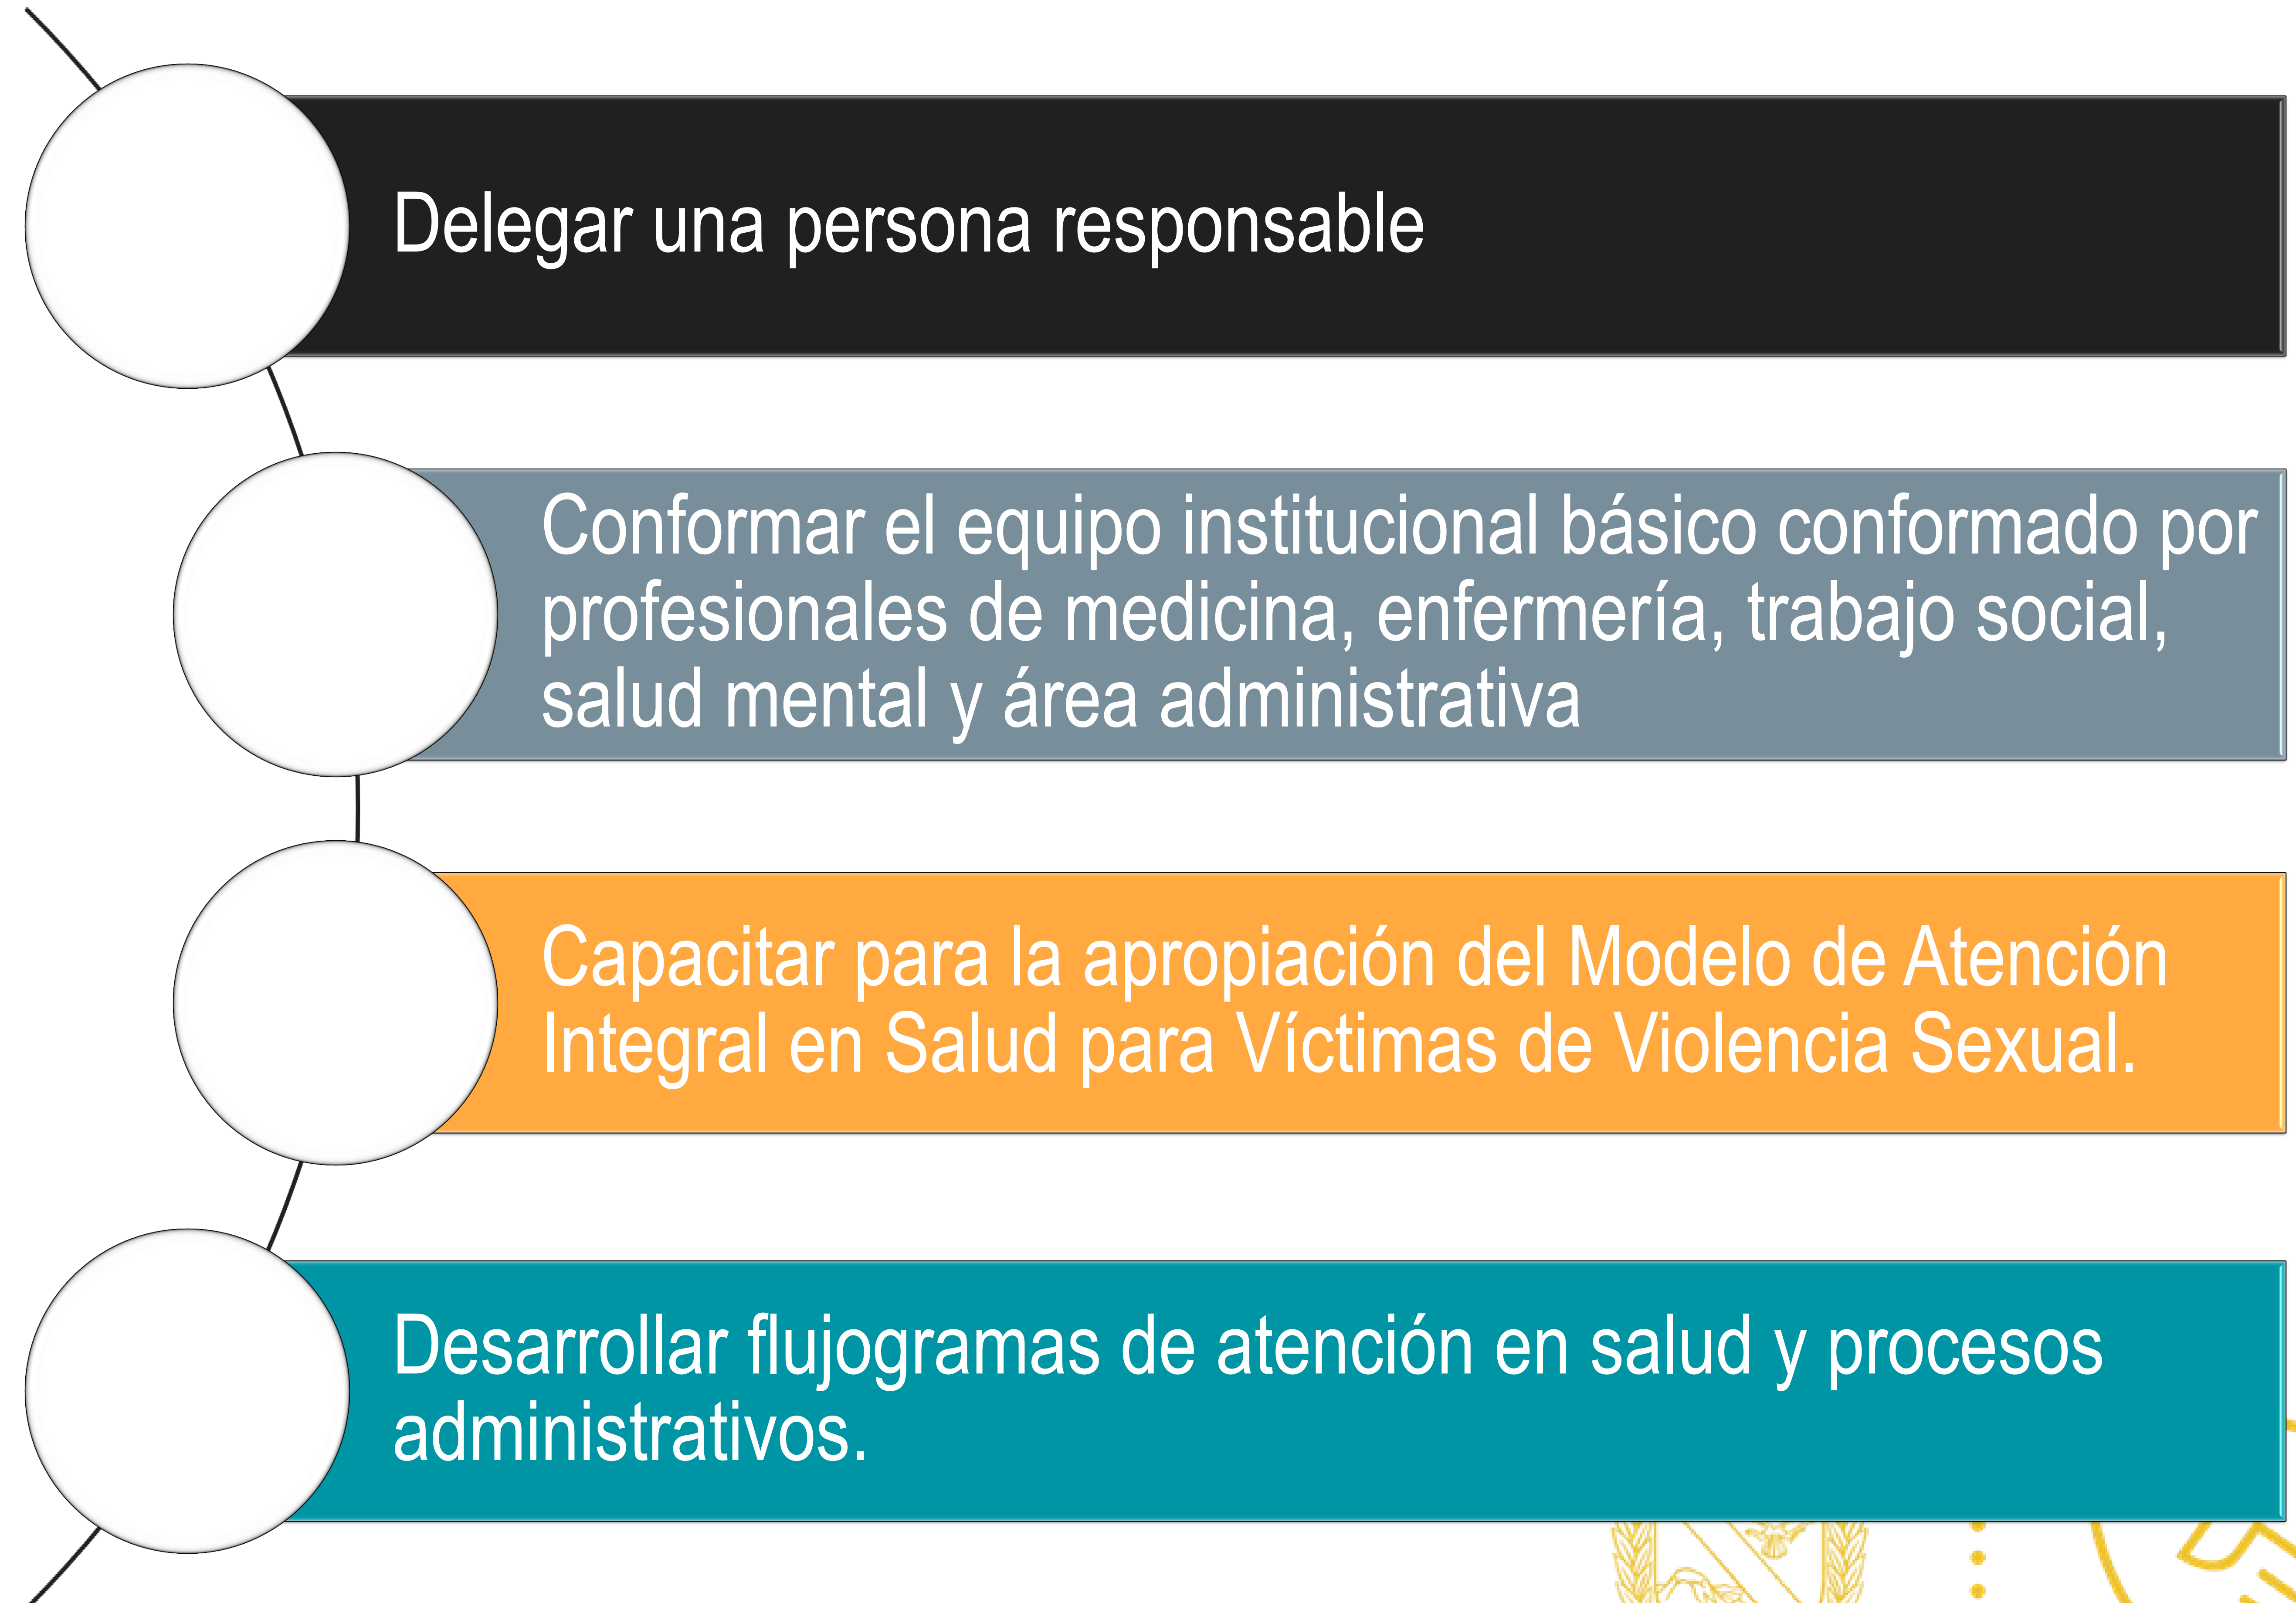 Delegar una persona responsable
Conformar el equipo institucional básico conformado por
profesionales de medicina, enfermería, trabajo social,
salud mental y área administrativa
Capacitar para la apropiación del Modelo de Atención
Integral en Salud para Víctimas de Violencia Sexual.
Desarrollar flujogramas de atención en salud y procesos
administrativos.